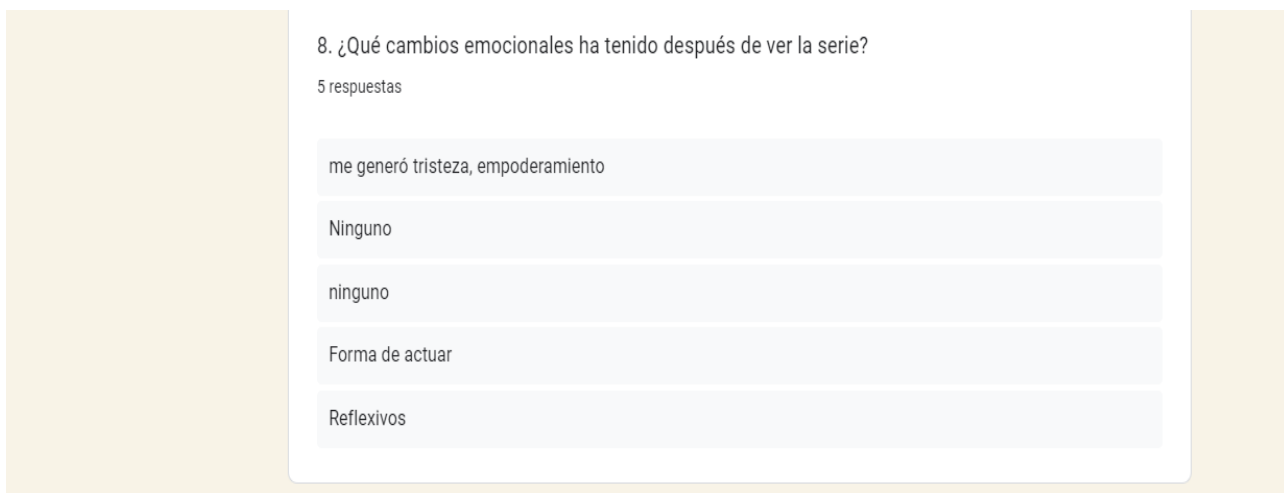 8. ¿Qué cambios emocionales ha tenido después de ver la serie?
5 respuestas
me generó tristeza, empoderamiento
Ninguno
ninguno
Forma de actuar
Reflexivos